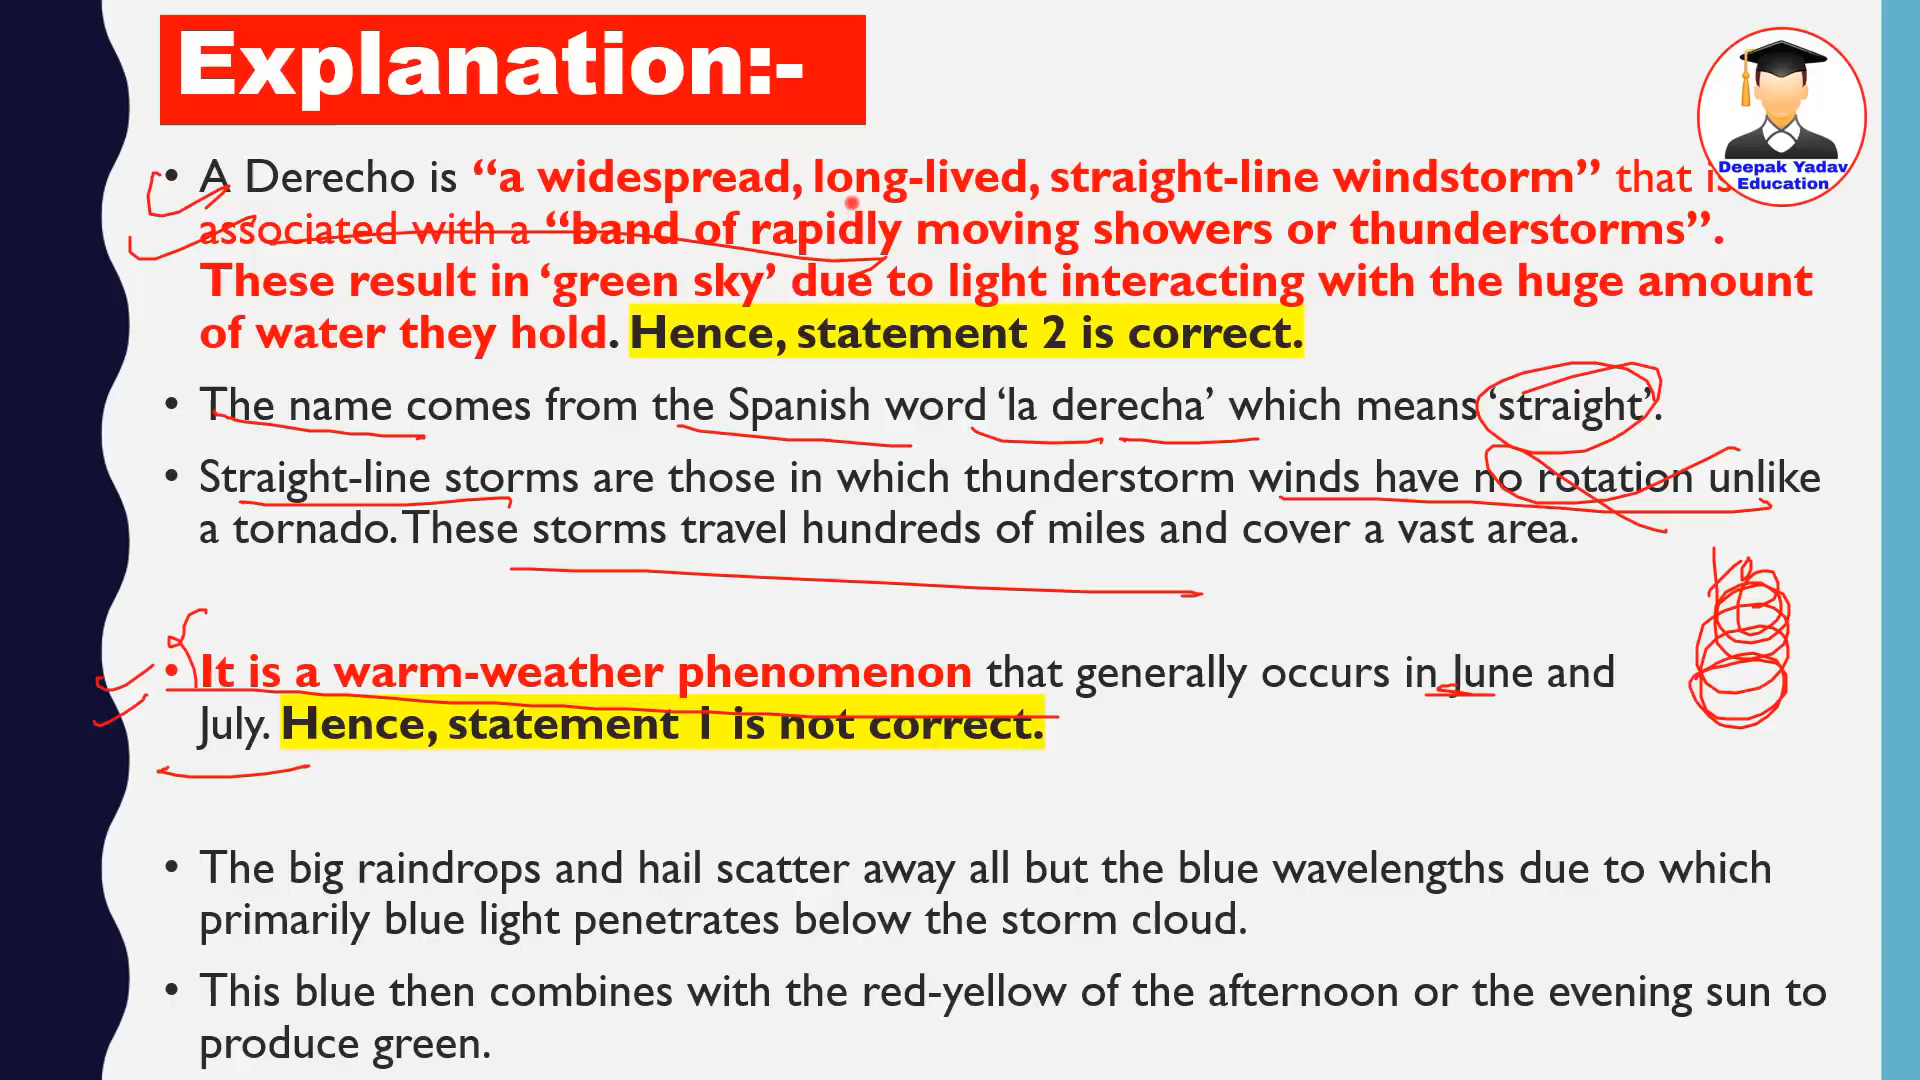 Explanation:-
Deepak Yadav
Education
• A Derecho is “a widespread, long-lived, straight-line windstorm” that is
associated with a “band of rapidly moving showers or thunderstorms”.
These result in ‘green sky’ due to light interacting with the huge amount
of water they hold. Hence, statement 2 is correct.
• The name comes from the Spanish word ‘la derecha’ which means ‘straight’.
• Straight-line storms are those in which thunderstorm winds have no rotation unlike
a tornado. These storms travel hundreds of miles and cover a vast area.
• It is a warm-weather phenomenon that generally occurs in June and
July. Hence, statement 1 is not correct.
• The big raindrops and hail scatter away all but the blue wavelengths due to which
primarily blue light penetrates below the storm cloud.
• This blue then combines with the red-yellow of the afternoon or the evening sun to
produce green.